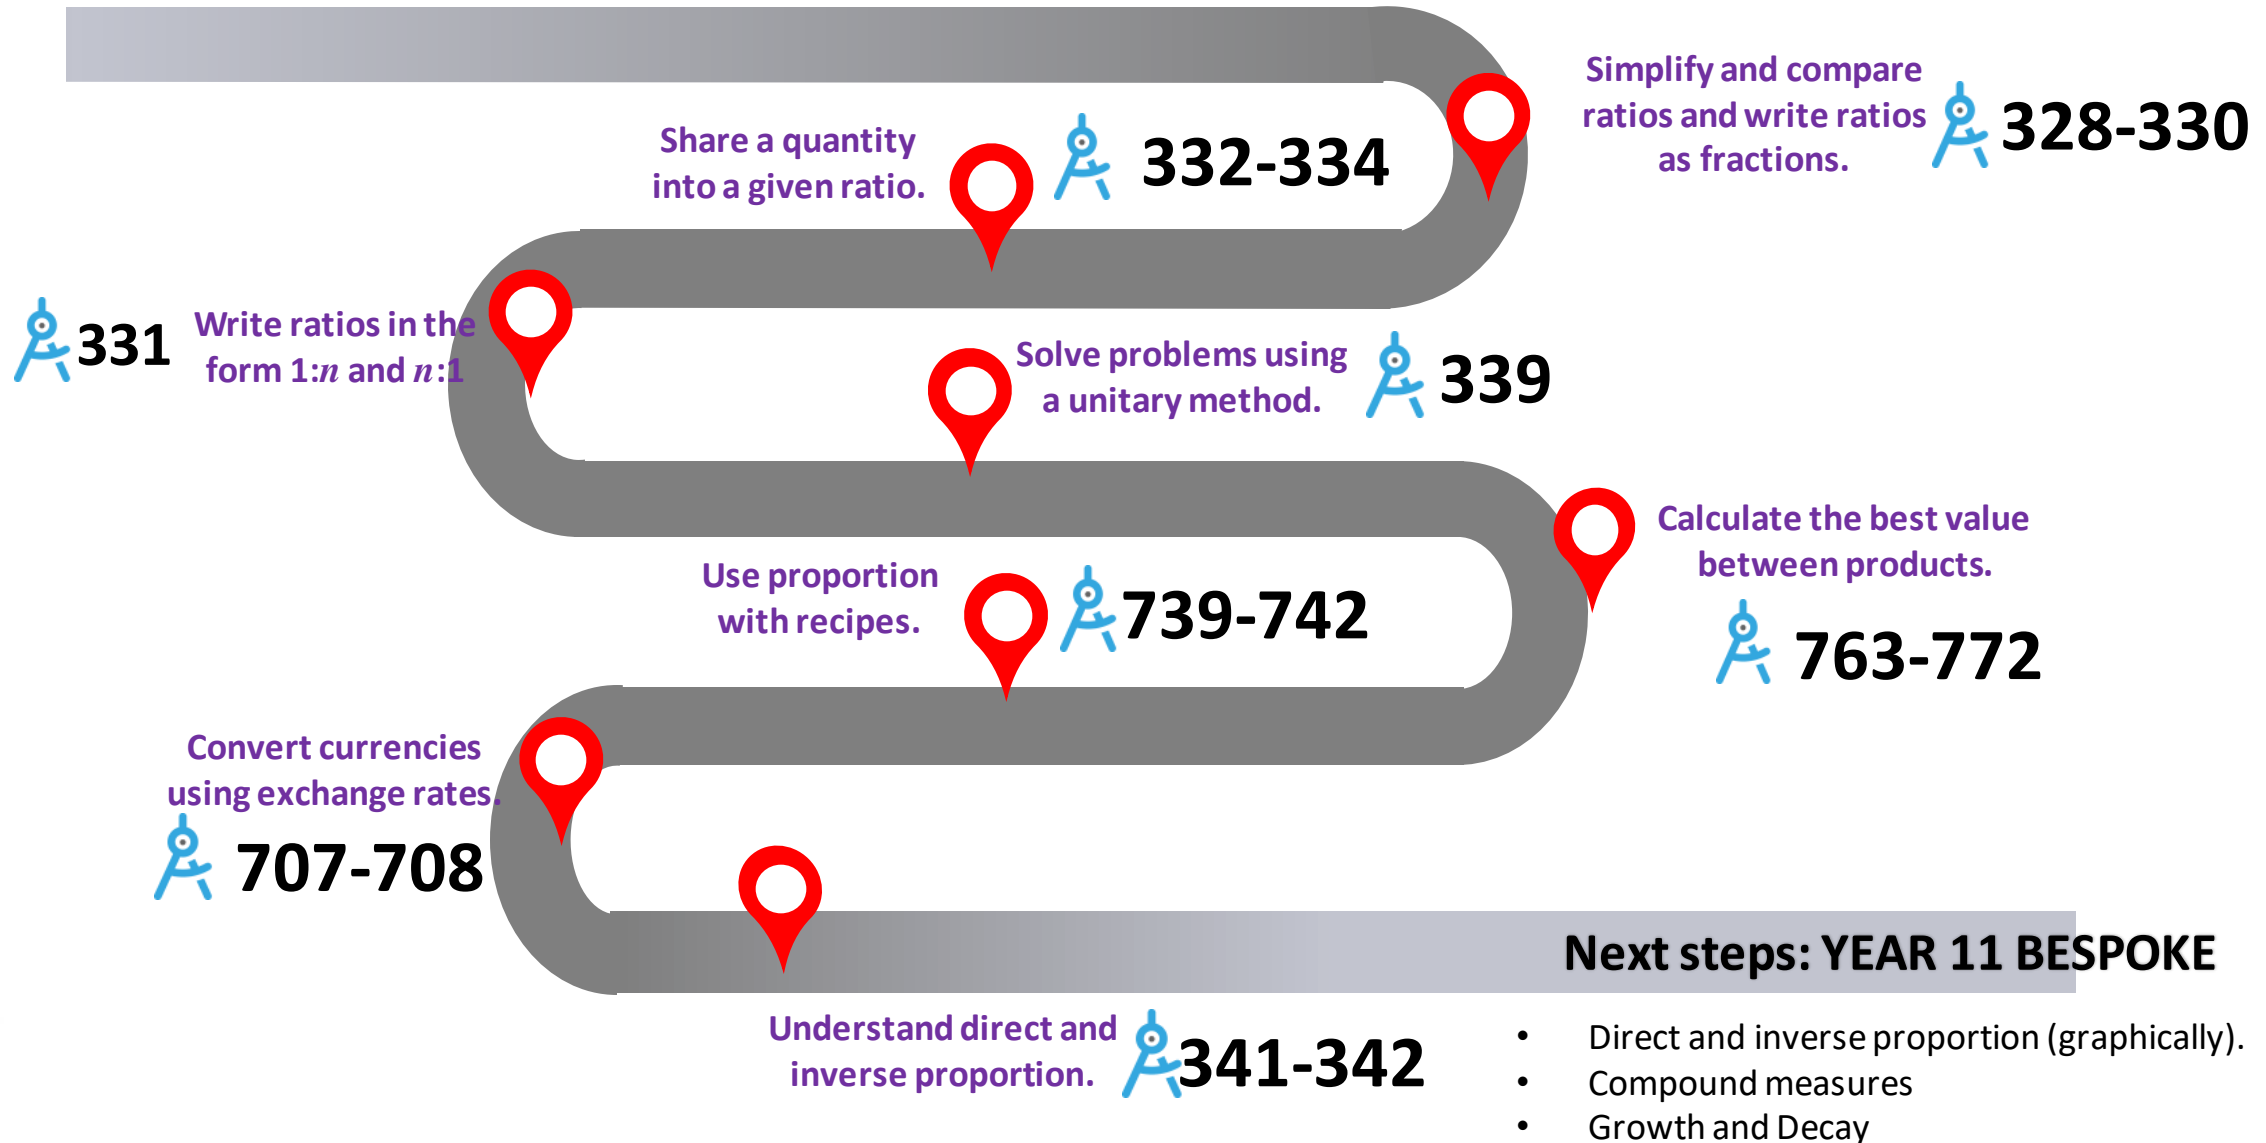 Simplify and compare
ratios and write ratios
as fractions.
328-330
Share a quantity
into a given ratio.
332-334
331
Write ratios in the
form 1:n and n:1
Solve problems using
a unitary method.
339
Calculate the best value
between products.
763-772
Use proportion
with recipes.
739-742
Convert currencies
using exchange rates.
707-708
Understand direct and
inverse proportion.
341-342
Next steps: YEAR 11 BESPOKE
• Direct and inverse proportion (graphically).
• Compound measures
• Growth and Decay